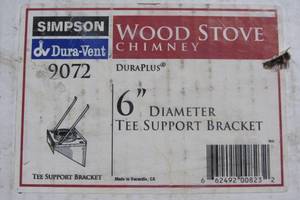 SIMPSON
Dura-Vent
9072
WOOD STOVE
CHIMNEY
DURAPLUS®
6" DIAMETER
TEE SUPPORT BRACKET
TEE SUPPORT BRACKET
Made in Vacaville, CA
6 62492 00823 2